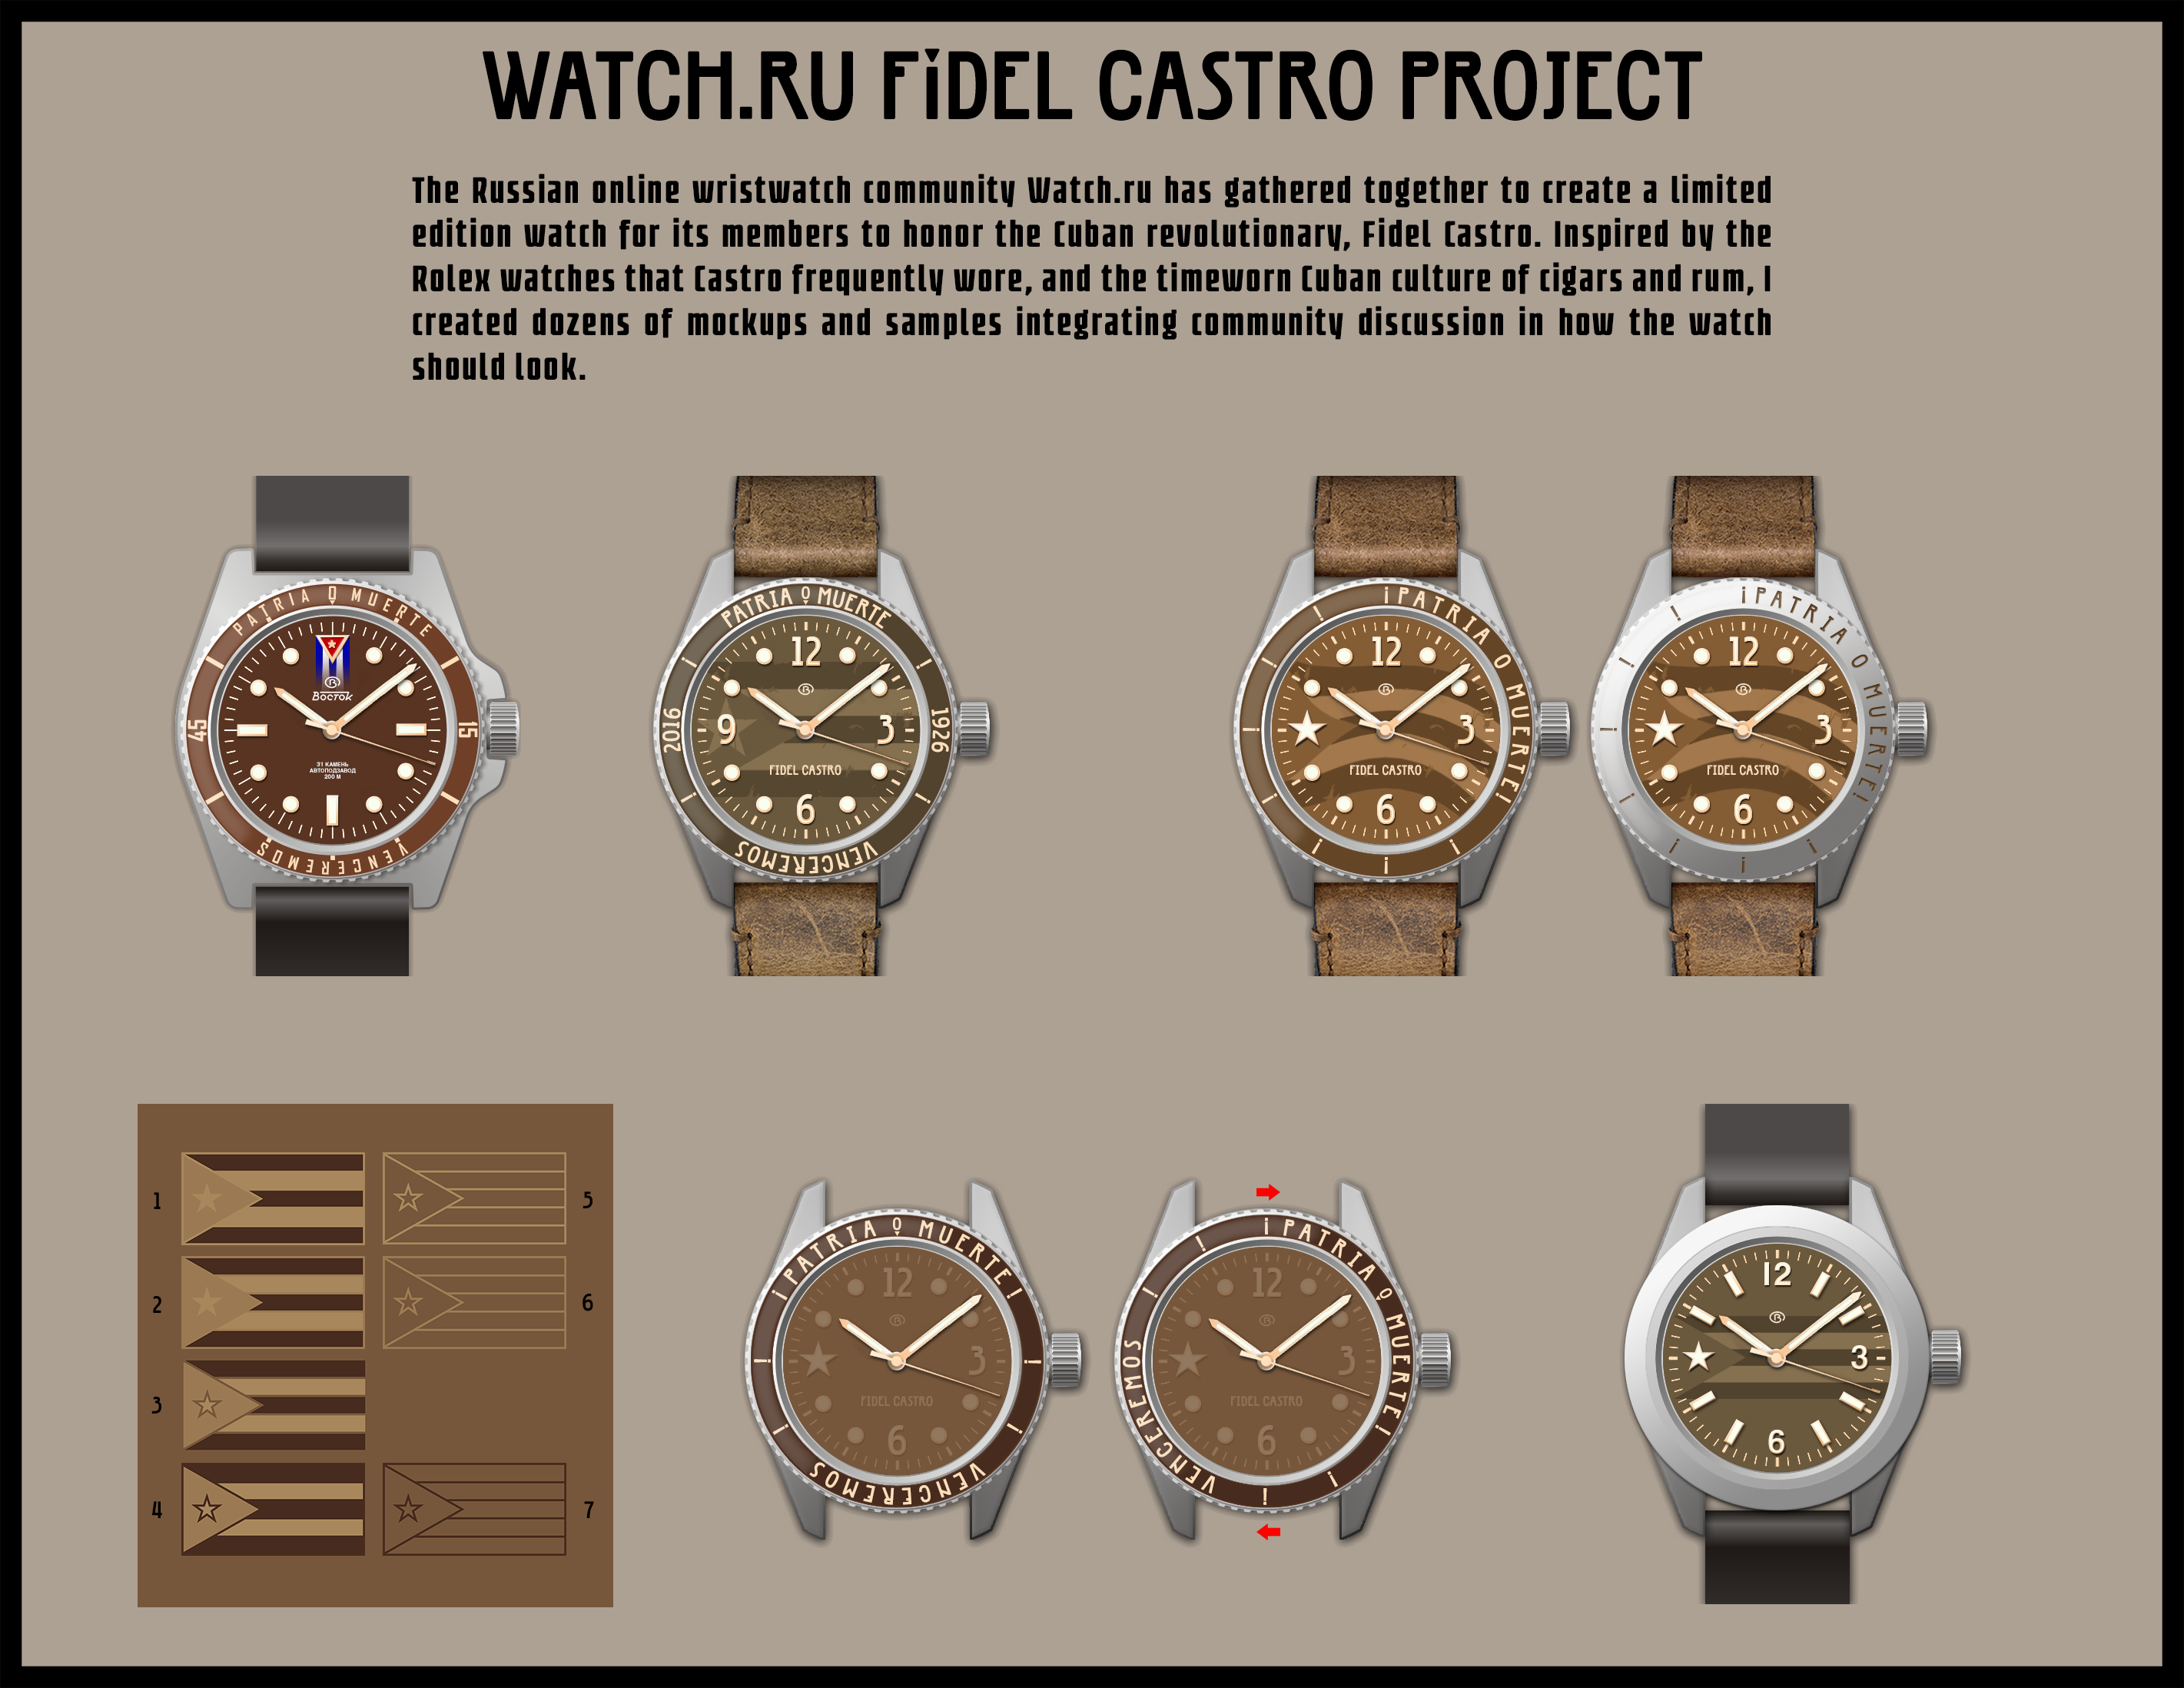 WATCH.RU FiDEL CASTRO PROJECT
The Russian online wristwatch community Watch.ru has gathered together to create a limited
edition watch for its members to honor the Cuban revolutionary, Fidel Castro. Inspired by the
Rolex watches that Castro frequently wore, and the timeworn Cuban culture of cigars and rum, I
created dozens of mockups and samples integrating community discussion in how the watch
should look.
PATRIA O MUERTE
В
Восток
45
15
31 КАМЕНЬ
АВТОПОДЗАВОД
200 М
VENCEREMOS
PATRIA O MUERTE
12
В
2016
9
3
1926
FIDEL CASTRO
6
VENCEREMOS
¡PATRIA O MUERTE!
12
В
3
FIDEL CASTRO
6
¡PATRIA O MUERTE!
12
В
3
FIDEL CASTRO
6
1
5
2
6
3
4
7
¡PATRIA O MUERTE!
12
В
3
FIDEL CASTRO
6
VENCEREMOS
¡PATRIA O MUERTE!
12
В
3
FIDEL CASTRO
6
VENCEREMOS
12
В
3
6